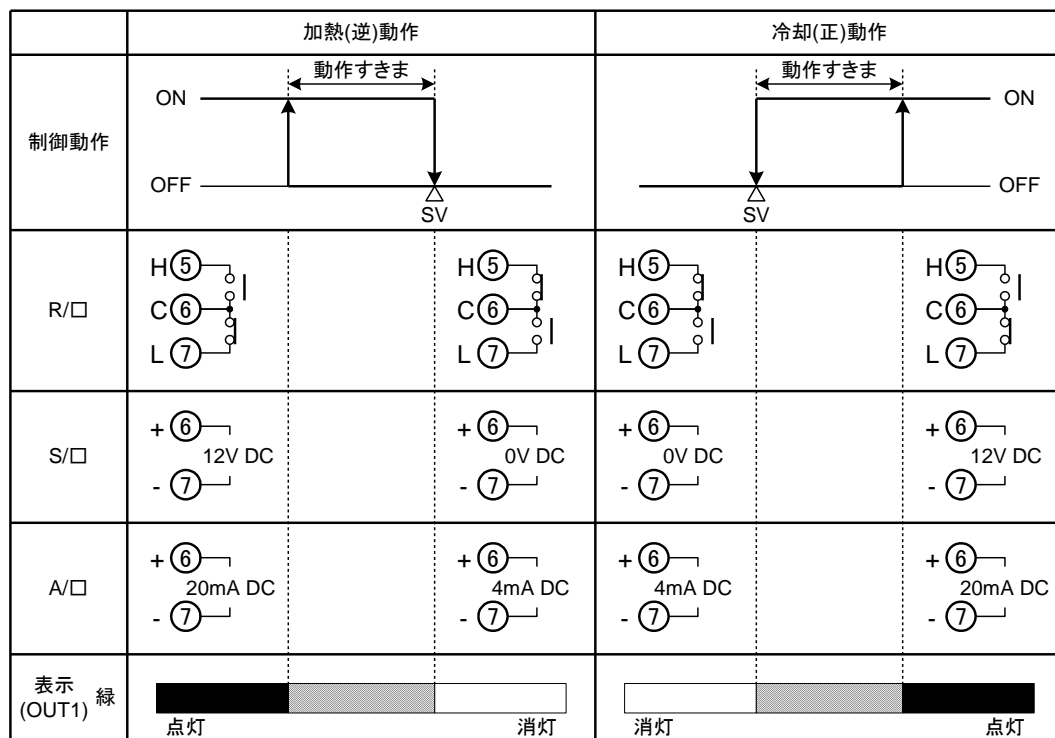 加熱(逆)動作 冷却(正)動作
制御動作
動作すきま 動作すきま
ON ON
OFF OFF
SV SV
R/□
H⑤ H⑤ H⑤ H⑤
C⑥ C⑥ C⑥ C⑥
L⑦ L⑦ L⑦ L⑦
S/□
+⑥ +⑥ +⑥ +⑥
12V DC 0V DC 0V DC 12V DC
-⑦ -⑦ -⑦ -⑦
A/□
+⑥ +⑥ +⑥ +⑥
20mA DC 4mA DC 4mA DC 20mA DC
-⑦ -⑦ -⑦ -⑦
表示
(OUT1) 緑
点灯 消灯 消灯 点灯